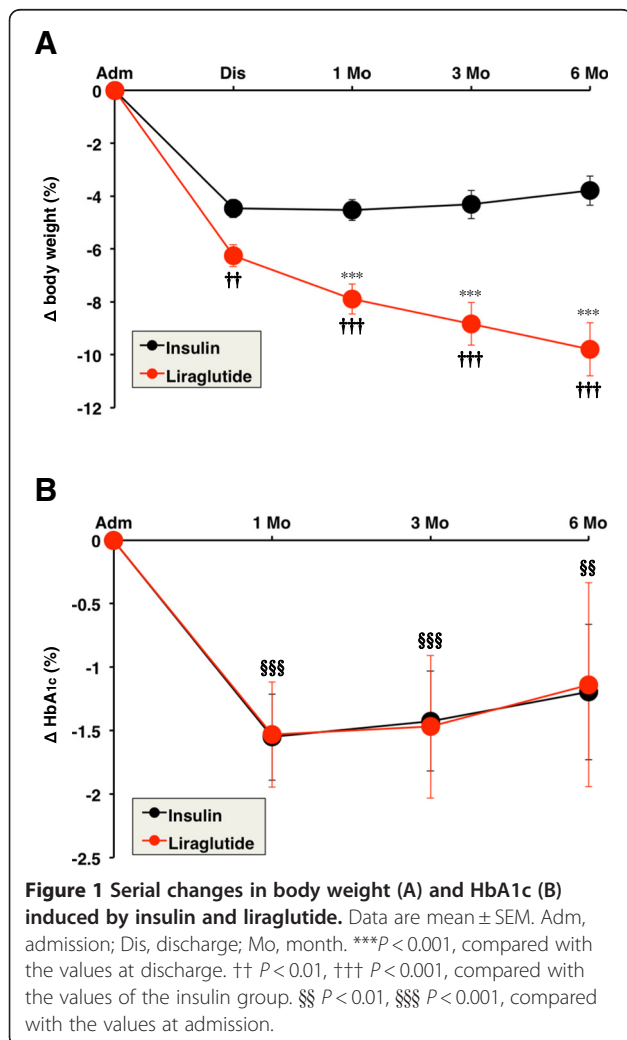 A
Adm Dis 1 Mo 3 Mo 6 Mo
0
-2
-4
-6
-8
-10
-12
Δ body weight (%)
††
***
†††
***
†††
***
†††
Insulin
Liraglutide
B
Adm 1 Mo 3 Mo 6 Mo
0
-0.5
-1
-1.5
-2
-2.5
Δ HbA1c (%)
§§§
§§§
§§
Insulin
Liraglutide
Figure 1 Serial changes in body weight (A) and HbA1c (B)
induced by insulin and liraglutide. Data are mean ± SEM. Adm,
admission; Dis, discharge; Mo, month. ***P < 0.001, compared with
the values at discharge. †† P < 0.01, ††† P < 0.001, compared with
the values of the insulin group. §§ P < 0.01, §§§ P < 0.001, compared
with the values at admission.